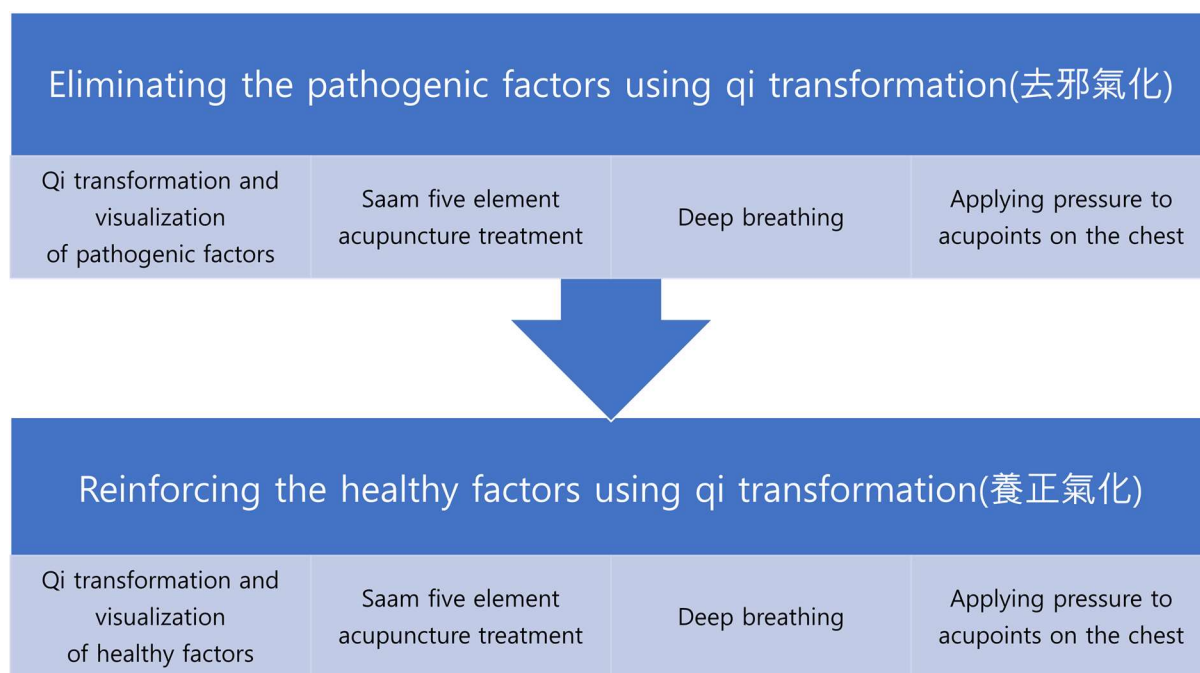 Eliminating the pathogenic factors using qi transformation(去邪氣化)
Qi transformation and
visualization
of pathogenic factors
Saam five element
acupuncture treatment
Deep breathing
Applying pressure to
acupoints on the chest
Reinforcing the healthy factors using qi transformation(養正氣化)
Qi transformation and
visualization
of healthy factors
Saam five element
acupuncture treatment
Deep breathing
Applying pressure to
acupoints on the chest